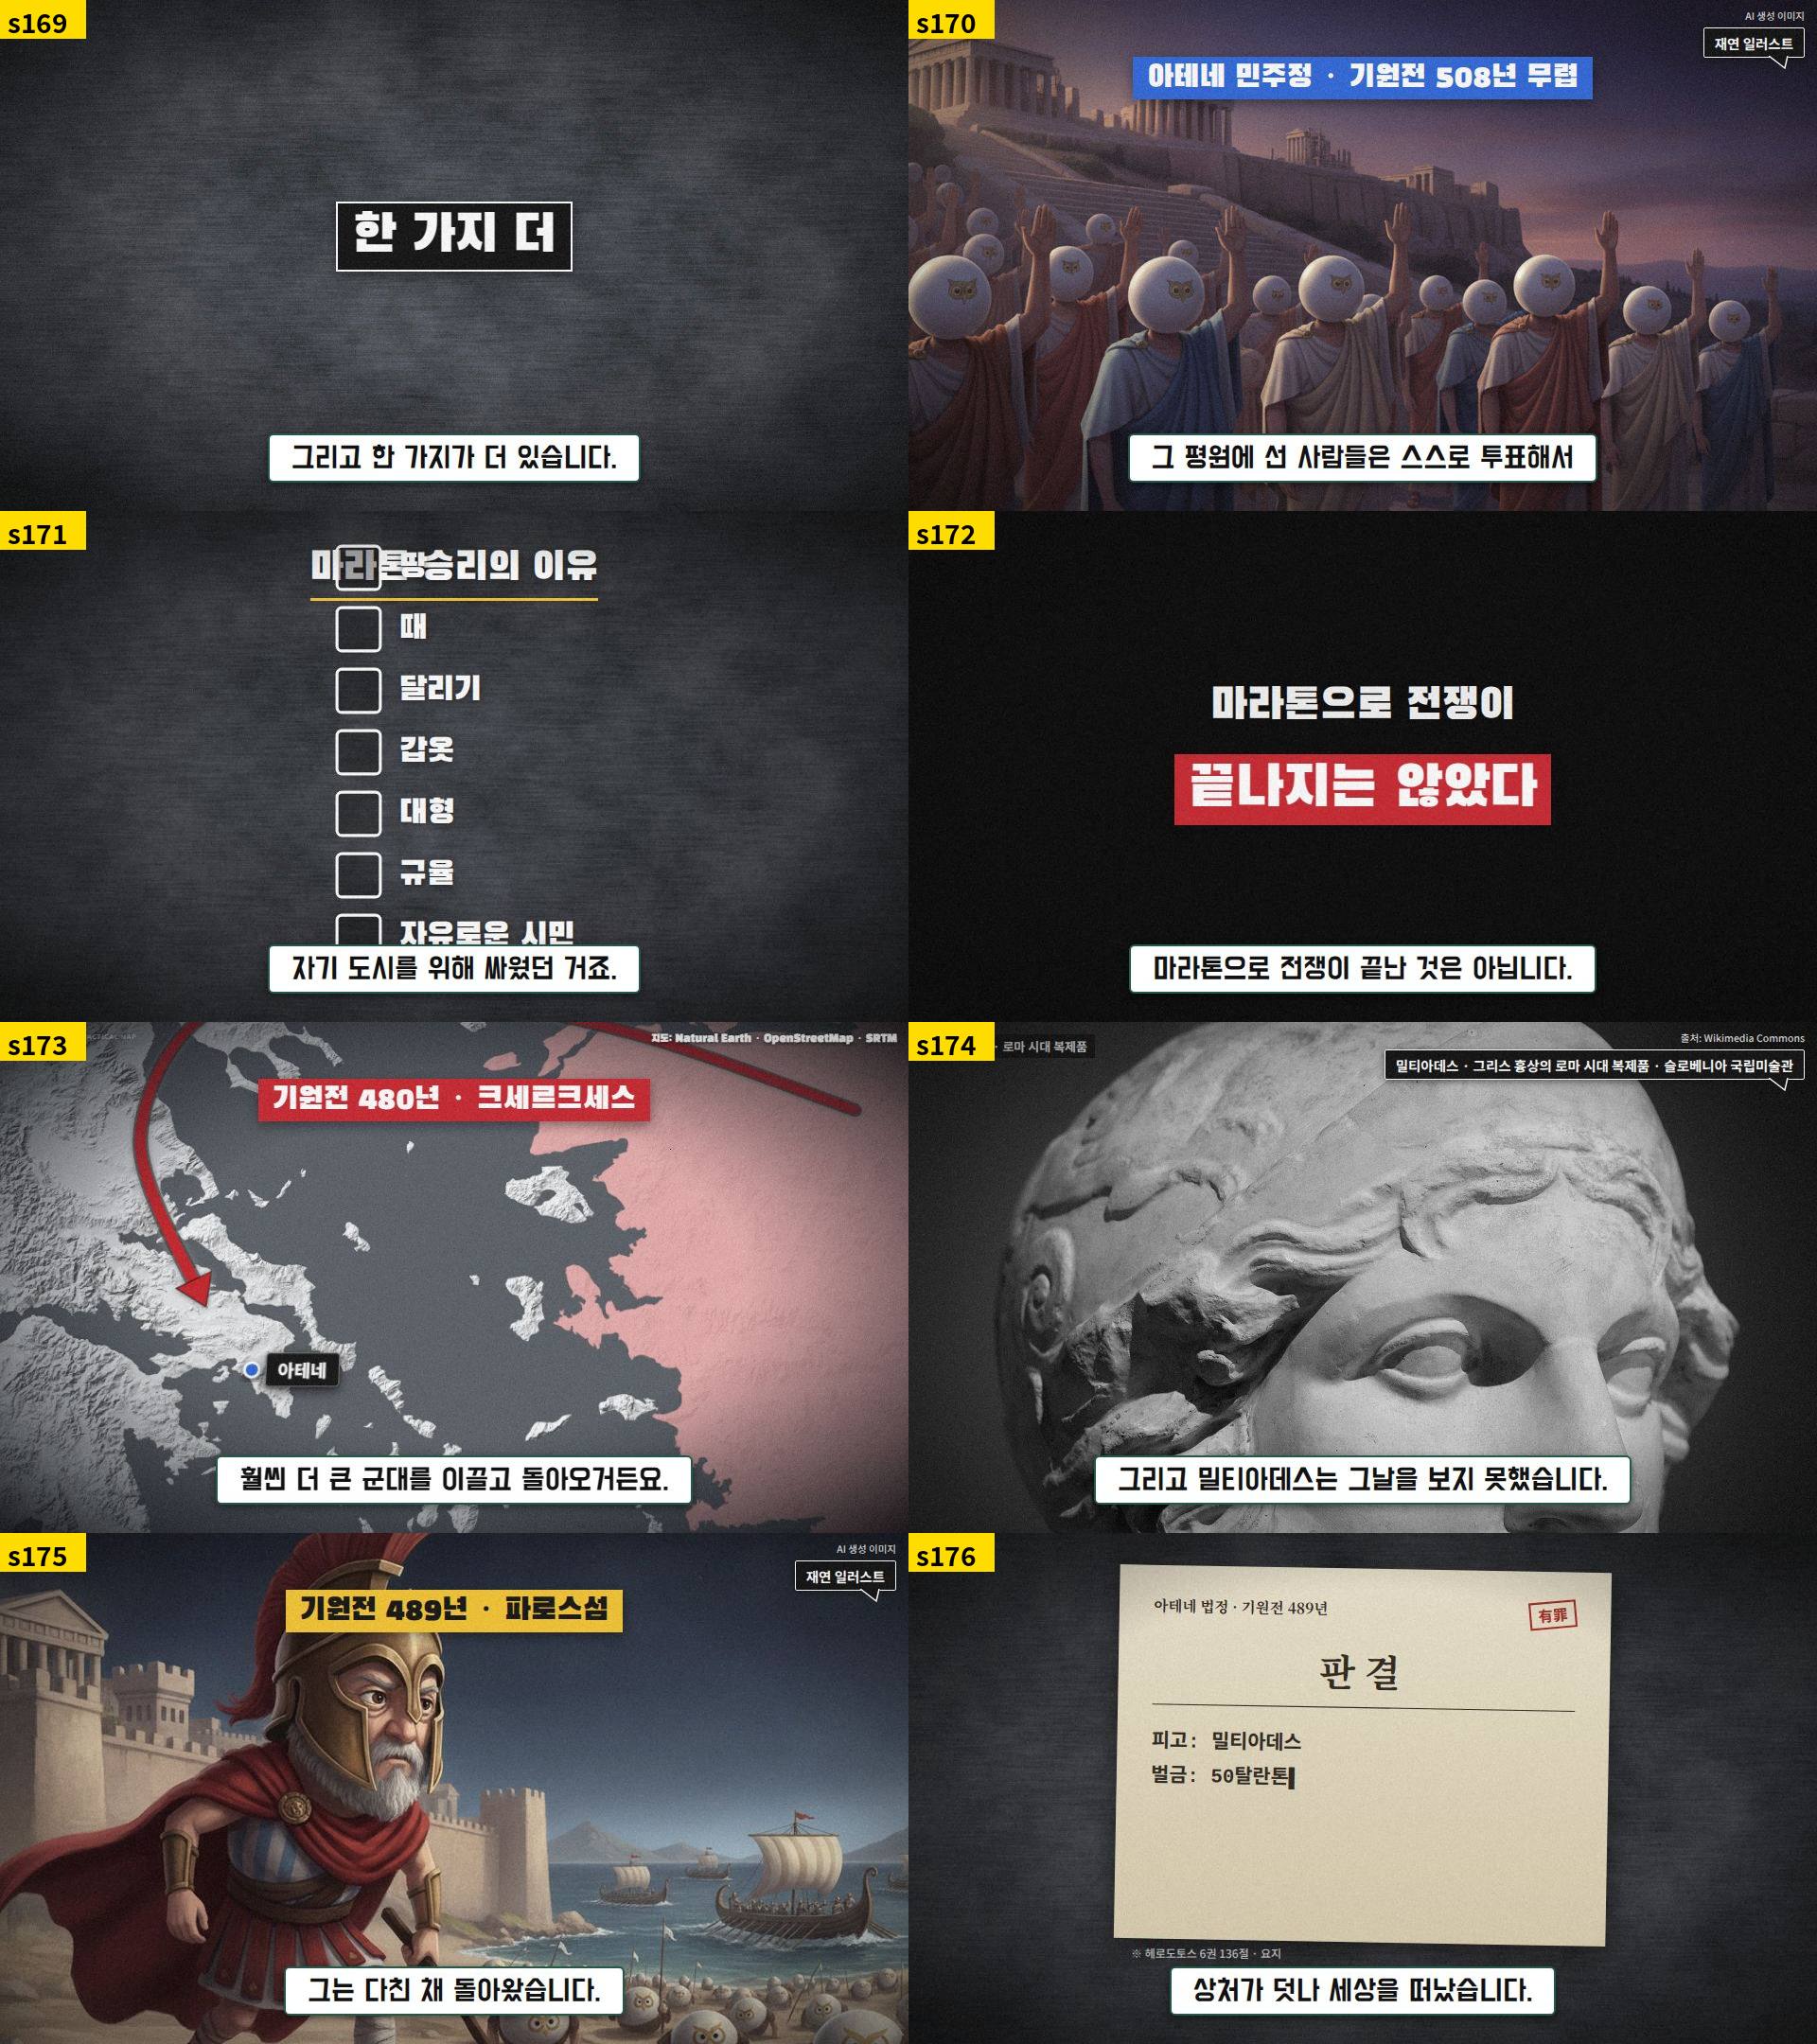 s169
한 가지 더
그리고 한 가지가 더 있습니다.
s170
AI 생성 이미지
재연 일러스트
아테네 민주정 · 기원전 508년 무렵
그 평원에 선 사람들은 스스로 투표해서
s171
마라톤 승리의 이유
땅
때
달리기
갑옷
대형
규율
자유로운 시민
자기 도시를 위해 싸웠던 거죠.
s172
마라톤으로 전쟁이
끝나지는 않았다
마라톤으로 전쟁이 끝난 것은 아닙니다.
s173
지도: Natural Earth · OpenStreetMap · SRTM
기원전 480년 · 크세르크세스
아테네
훨씬 더 큰 군대를 이끌고 돌아오거든요.
s174
· 로마 시대 복제품
출처: Wikimedia Commons
밀티아데스 · 그리스 흉상의 로마 시대 복제품 · 슬로베니아 국립미술관
그리고 밀티아데스는 그날을 보지 못했습니다.
s175
AI 생성 이미지
재연 일러스트
기원전 489년 · 파로스섬
그는 다친 채 돌아왔습니다.
s176
아테네 법정 · 기원전 489년
有罪
판결
피고: 밀티아데스
벌금: 50탈란톤
※ 헤로도토스 6권 136절 · 요지
상처가 덧나 세상을 떠났습니다.